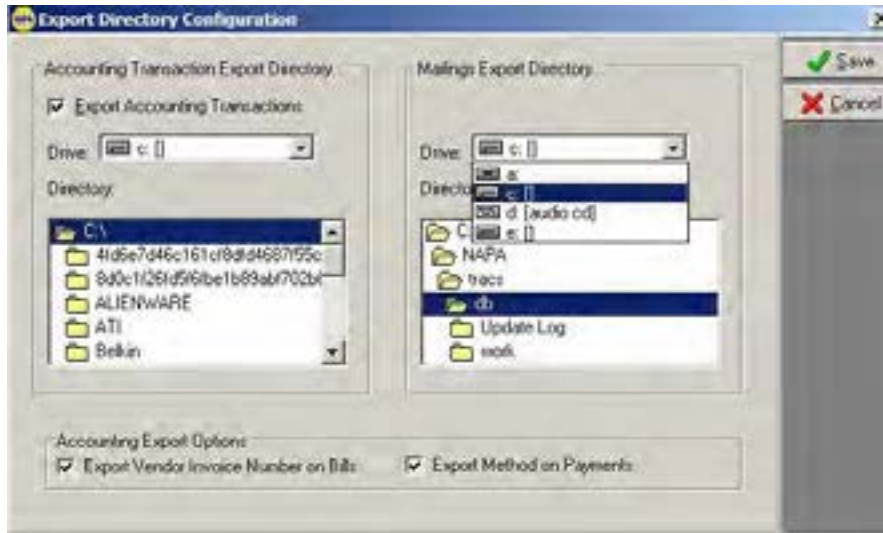 Export Directory Configuration
Accounting Transaction Export Directory
Export Accounting Transactions
Drive: c: []
Directory:
C:\
ALIENWARE
ATI
Belkin
Mailings Export Directory
Drive: c: []
a:
c: []
d: [audio cd]
e: []
Directo
C:
NAPA
tracs
db
Update Log
work
Accounting Export Options
Export Vendor Invoice Number on Bills
Export Method on Payments
Save
Cancel